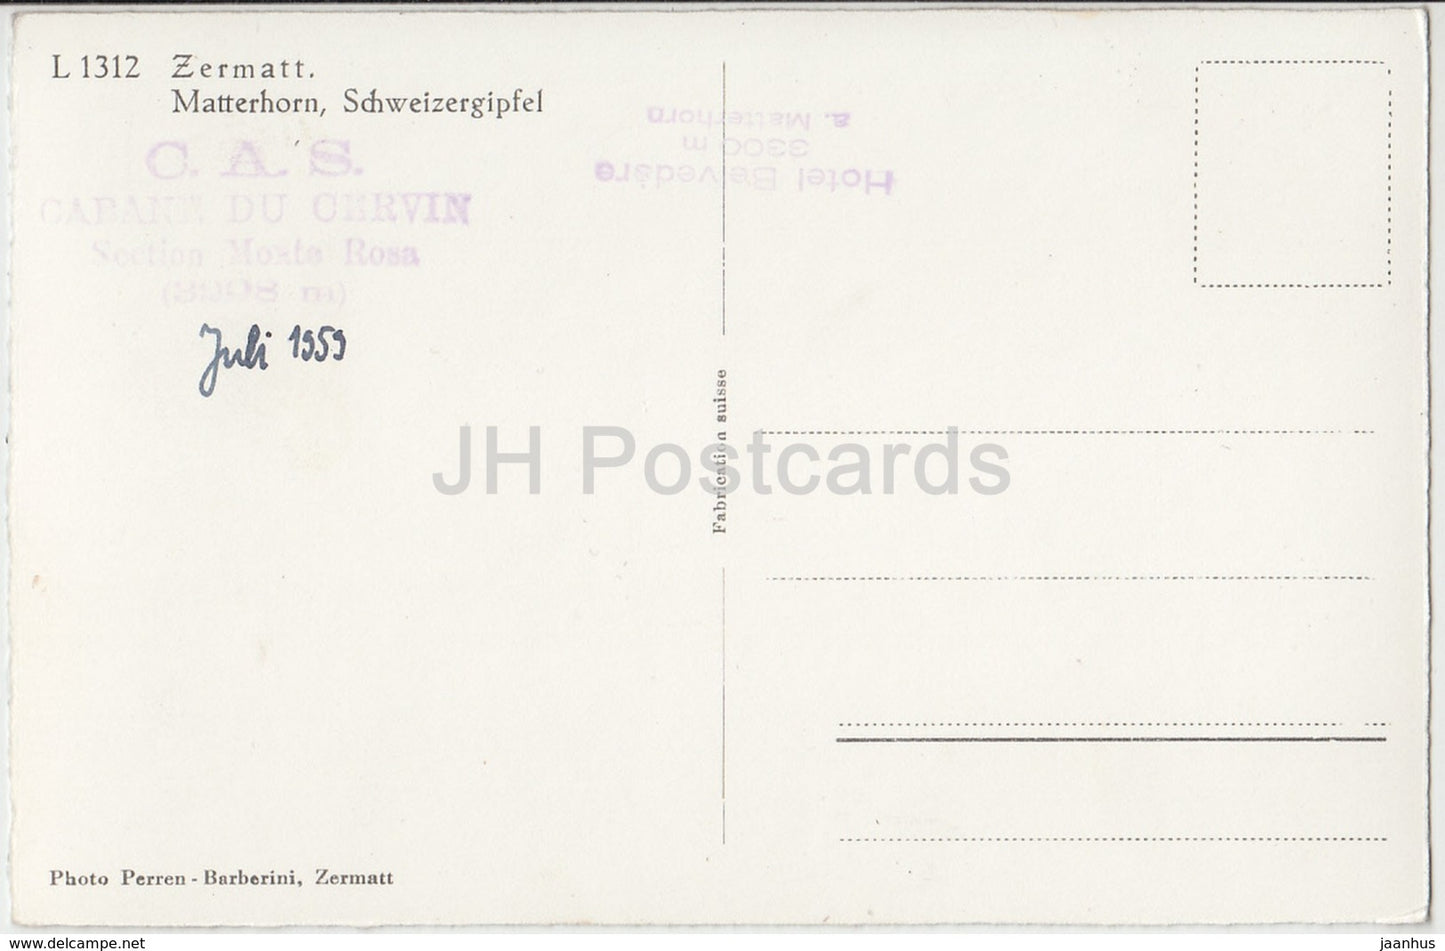 L 1312 Zermatt.
Matterhorn, Schweizergipfel
C. A. S.
CABANE DU CERVIN
Section Monte Rosa
m)
Juli 1959
Hotel Belvedère
3300 m
a. Matterhorn
Fabrication suisse
JH Postcards
Photo Perren - Barberini, Zermatt
www.delcampe.net
jaanhus